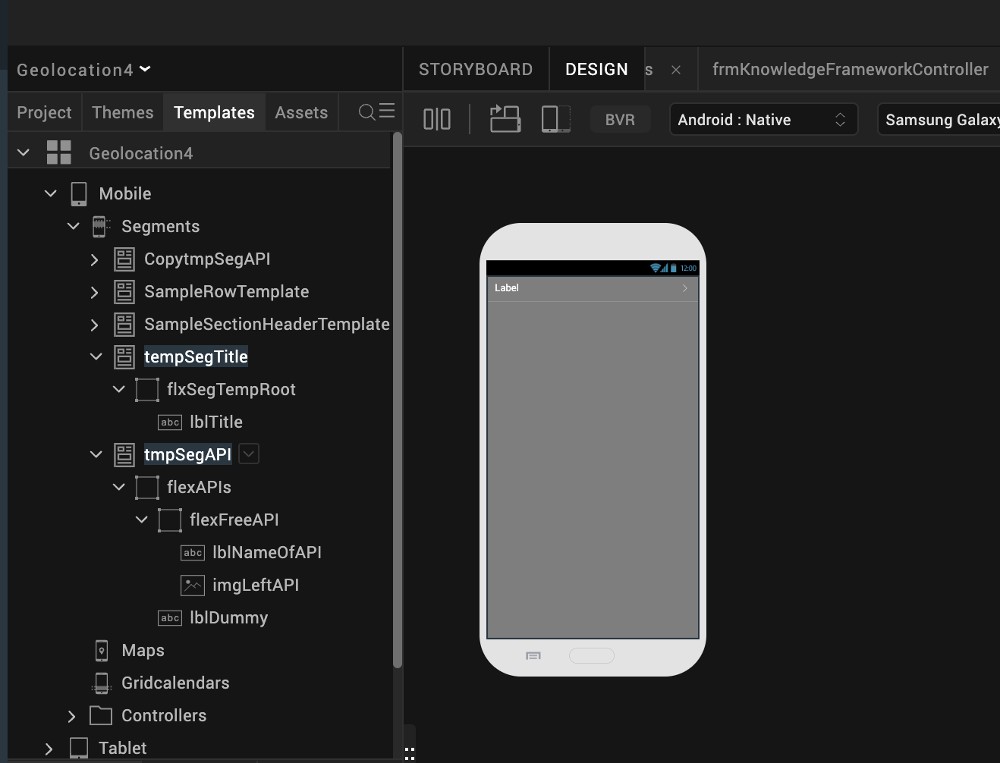 Geolocation4
STORYBOARD
DESIGN
s
frmKnowledgeFrameworkController
Project
Themes
Templates
Assets
BVR
Android : Native
Samsung Galaxy
Geolocation4
Mobile
Segments
CopytmpSegAPI
SampleRowTemplate
SampleSectionHeaderTemplate
tempSegTitle
flxSegTempRoot
abc lblTitle
tmpSegAPI
flexAPIs
flexFreeAPI
abc lblNameOfAPI
imgLeftAPI
abc lblDummy
Maps
Gridcalendars
Controllers
Tablet
12:00
Label